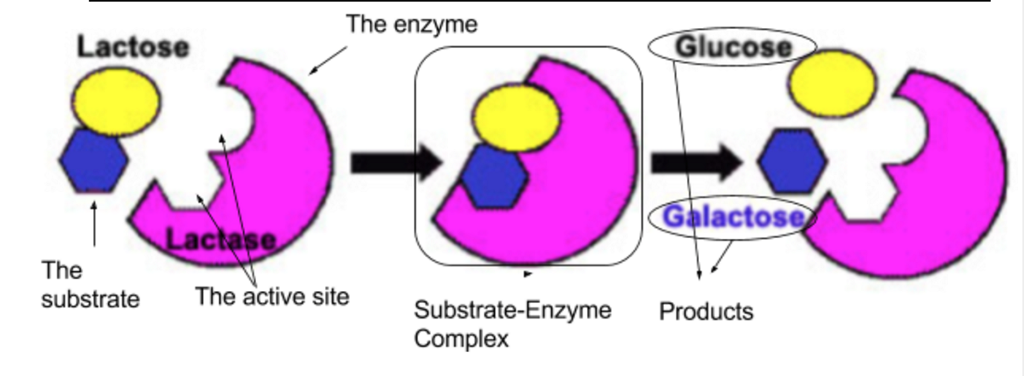 The enzyme
Lactose
Lactase
The
substrate
The active site
Substrate-Enzyme
Complex
Glucose
Galactose
Products